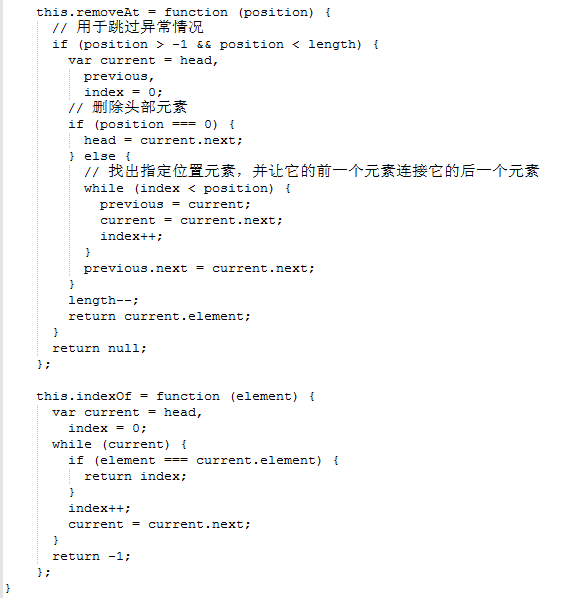 this.removeAt = function (position) {
// 用于跳过异常情况
if (position > -1 && position < length) {
var current = head,
previous,
index = 0;
// 删除头部元素
if (position === 0) {
head = current.next;
} else {
// 找出指定位置元素，并让它的前一个元素连接它的后一个元素
while (index < position) {
previous = current;
current = current.next;
index++;
}
previous.next = current.next;
}
length--;
return current.element;
}
return null;
};

this.indexOf = function (element) {
var current = head,
index = 0;
while (current) {
if (element === current.element) {
return index;
}
index++;
current = current.next;
}
return -1;
};
}